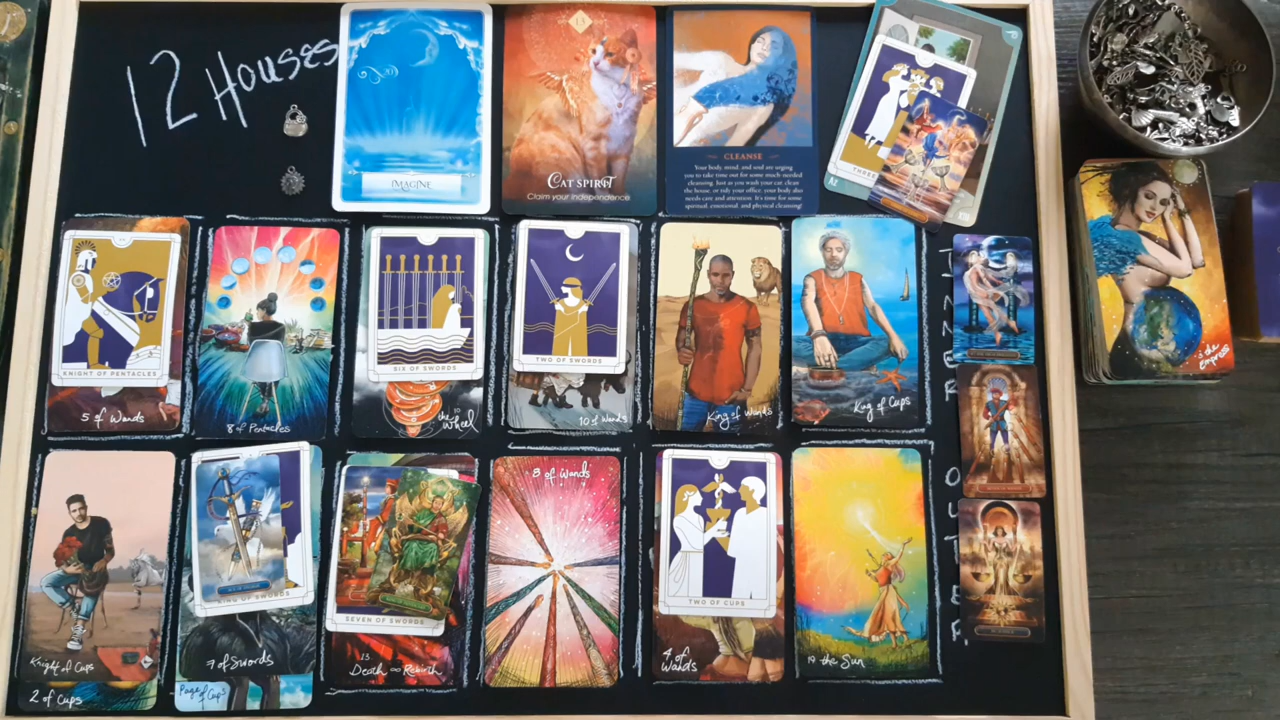 12 Houses
N° 20
IMAGINE
13
CAT SPIRIT
Claim your independence
CLEANSE
Your body, mind, and soul are urging
you to take time out for some much-needed
cleansing. Just as you wash your car, clean
the house, or tidy your office, your body also
needs care and attention. It's time for some
spiritual, emotional, and physical cleansing!
THREE
KNIGHT OF PENTACLES
5 of Wands
8 of Pentacles
SIX OF SWORDS
10
the Wheel
TWO OF SWORDS
10 of Wands
King of Wands
King of Cups
INNER OUTER
3 the
Empress
Knight of Cups
2 of Cups
KING OF SWORDS
7 of Swords
Page of Cups
SEVEN OF SWORDS
13
Death ∞ Rebirth
8 of Wands
TWO OF CUPS
4 of
Wands
19 the Sun